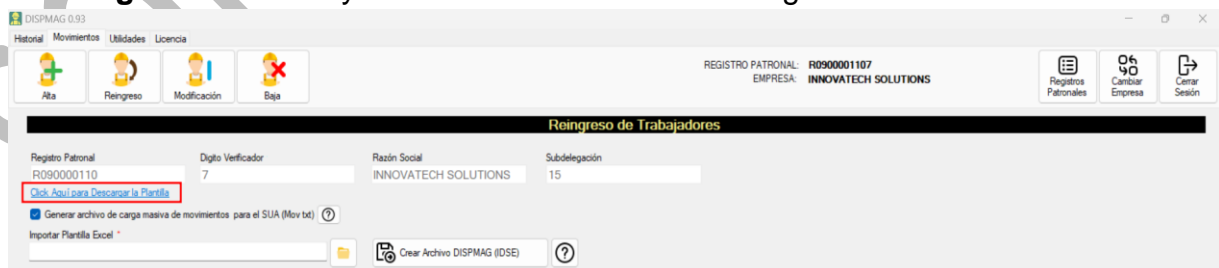 DISPMAG 0.93
Historial Movimientos Utilidades Licencia
Alta Reingreso Modificación Baja
REGISTRO PATRONAL: R0900001107
EMPRESA: INNOVATECH SOLUTIONS
Registros Patronales
Cambiar Empresa
Cerrar Sesión
Reingreso de Trabajadores
Registro Patronal Digito Verificador Razón Social Subdelegación
R090000110 7 INNOVATECH SOLUTIONS 15
Click Aquí para Descargar la Plantilla
Generar archivo de carga masiva de movimientos para el SUA (Mov txt) ?
Importar Plantilla Excel *
Crear Archivo DISPMAG (IDSE) ?